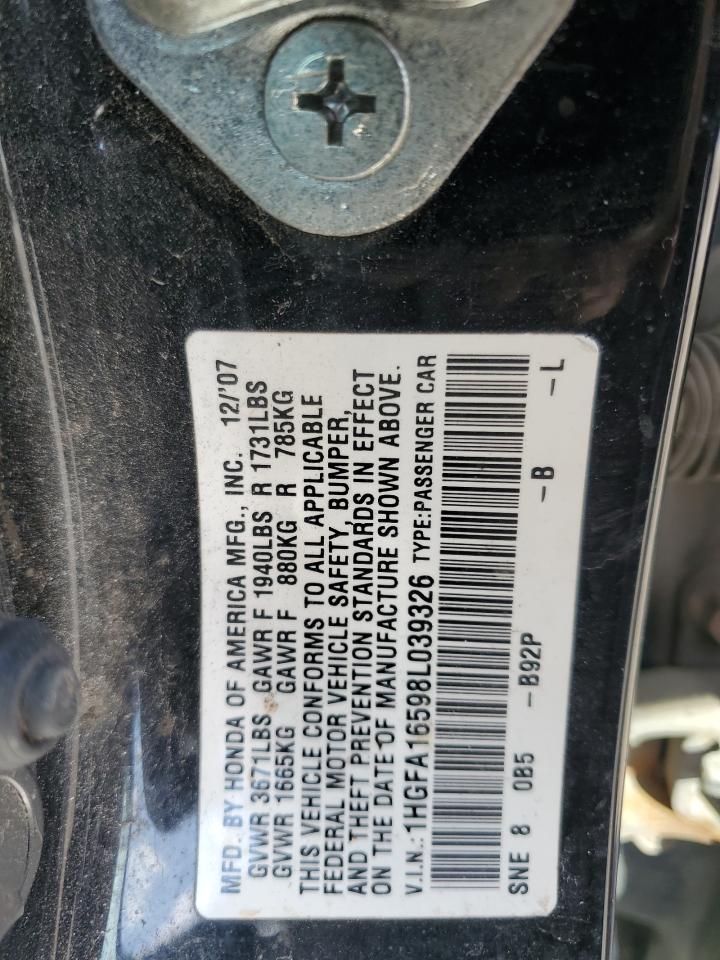 MFD. BY HONDA OF AMERICA MFG., INC. 12/'07
GVWR 3671LBS GAWR F 1940LBS R 1731LBS
GVWR 1665KG GAWR F 880KG R 785KG
THIS VEHICLE CONFORMS TO ALL APPLICABLE
FEDERAL MOTOR VEHICLE SAFETY, BUMPER,
AND THEFT PREVENTION STANDARDS IN EFFECT
ON THE DATE OF MANUFACTURE SHOWN ABOVE.
V.I.N.:1HGFA16598L039326 TYPE:PASSENGER CAR
SNE 8 0B5 -B92P -B -L